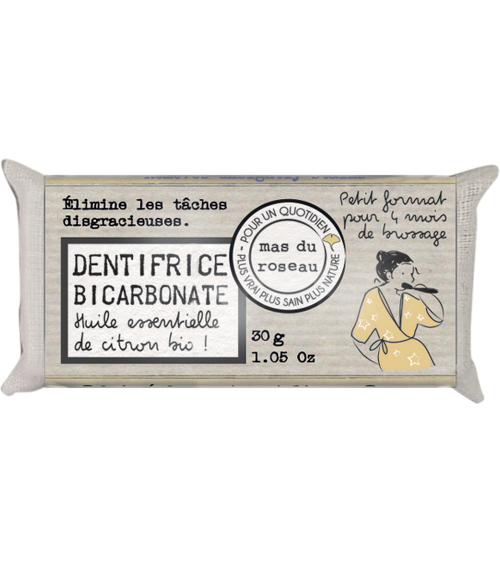 Élimine les tâches
disgracieuses.
DENTIFRICE
BICARBONATE
Huile essentielle
de citron bio !
POUR UN QUOTIDIEN
PLUS VRAI PLUS SAIN PLUS NATURE
mas du
roseau
30 g
1.05 Oz
Petit format
pour 4 mois
de brossage